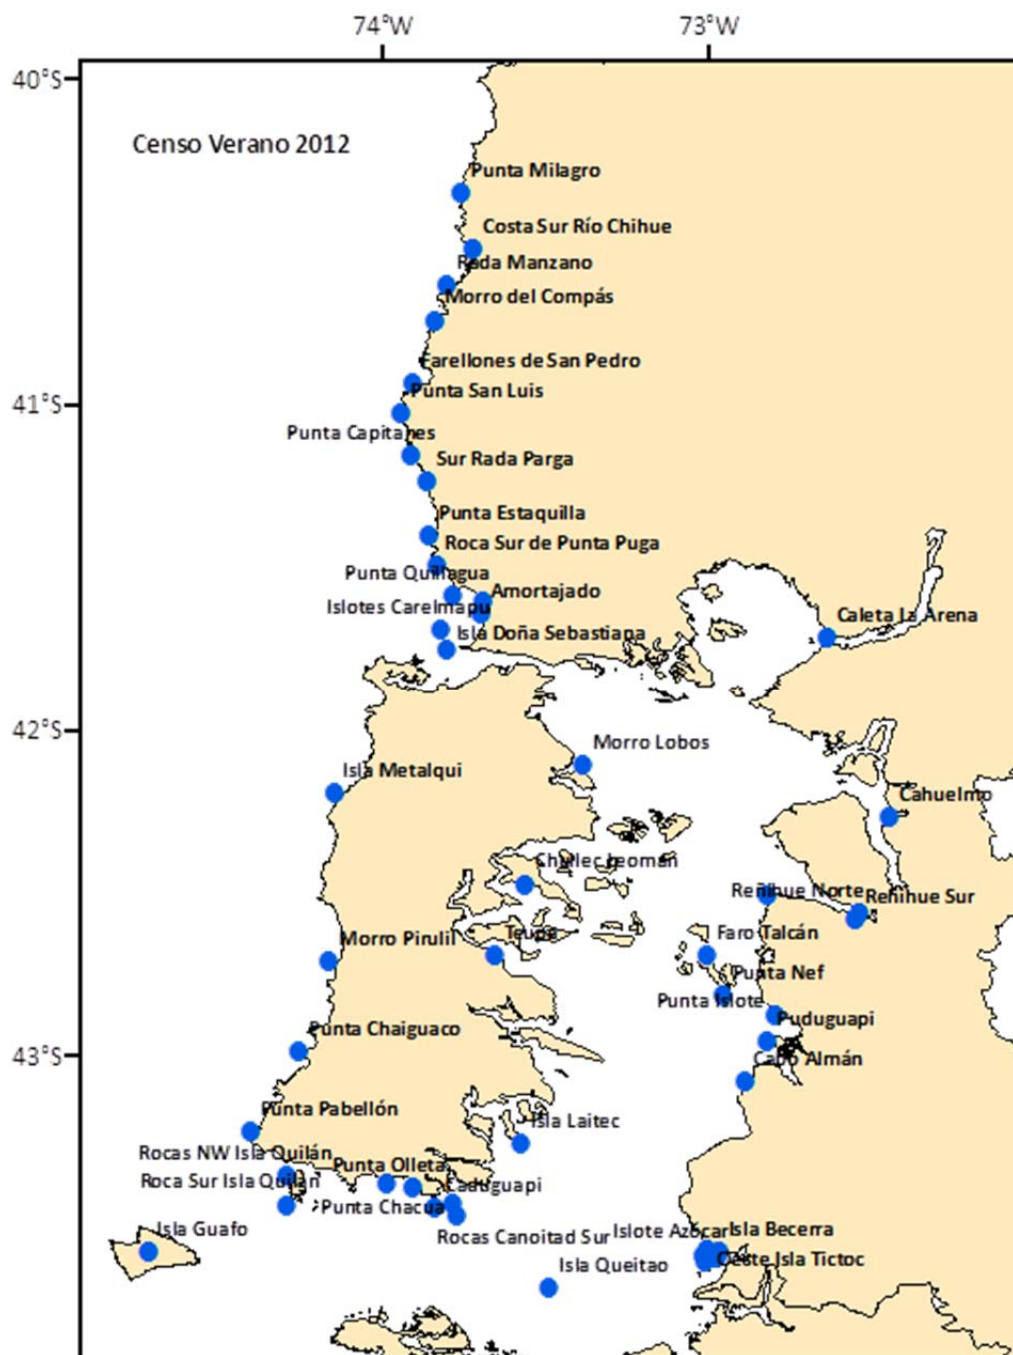 74°W
73°W
40°S
Censo Verano 2012
Punta Milagro
Costa Sur Río Chihue
Rada Manzano
Morro del Compás
Farellones de San Pedro
Punta San Luis
41°S
Punta Capitanes
Sur Rada Parga
Punta Estaquilla
Roca Sur de Punta Puga
Punta Quillagua
Amortajado
Islotes Carelmapu
Caleta La Arena
Isla Doña Sebastiana
42°S
Morro Lobos
Isla Metalqui
Cahuelmo
Chullec Leoman
Reñihue Norte
Reñihue Sur
Teupa
Faro Talcán
Morro Pirulil
Punta Nef
Punta Islote
Puduguapi
Punta Chaiguaco
43°S
Cabo Almán
Punta Pabellón
Isla Laitec
Rocas NW Isla Quilán
Punta Olleta
Roca Sur Isla Quilán
Caduguapi
Punta Chacua
Isla Guafo
Rocas Canoitad Sur
Islote Azócar
Isla Becerra
Isla Queitao
Oeste Isla Tictoc